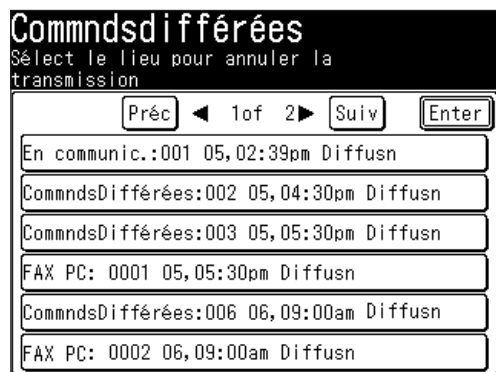 Commndsdifférées
Sélect le lieu pour annuler la
transmission
Préc ◀ 1of 2▶ Suiv Enter
En communic.:001 05,02:39pm Diffusn
CommndsDifférées:002 05,04:30pm Diffusn
CommndsDifférées:003 05,05:30pm Diffusn
FAX PC: 0001 05,05:30pm Diffusn
CommndsDifférées:006 06,09:00am Diffusn
FAX PC: 0002 06,09:00am Diffusn